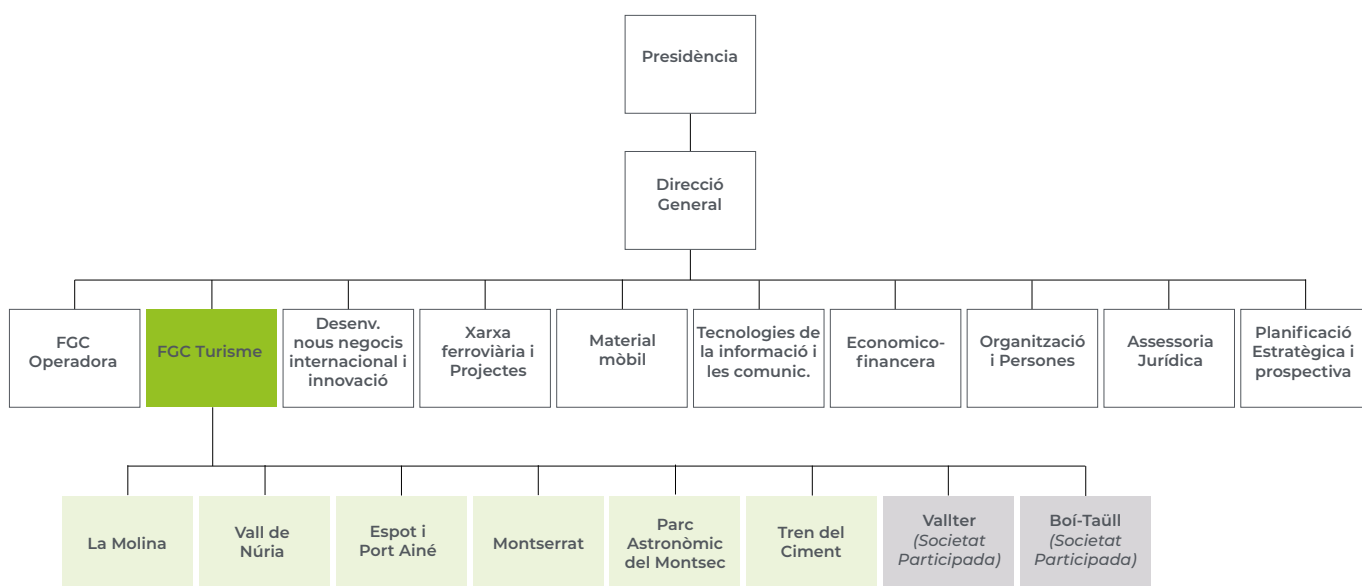 Presidència
Direcció
General
FGC
Operadora
FGC Turisme
Desenv.
nous negocis
internacional i
innovació
Xarxa
ferroviària i
Projectes
Material
mòbil
Tecnologies de
la informació i
les comunic.
Economico-
financera
Organització
i Persones
Assessoria
Jurídica
Planificació
Estratègica i
prospectiva
La Molina
Vall de
Núria
Espot i
Port Ainé
Montserrat
Parc
Astronòmic
del Montsec
Tren del
Ciment
Vallter
(Societat
Participada)
Boí-Taüll
(Societat
Participada)